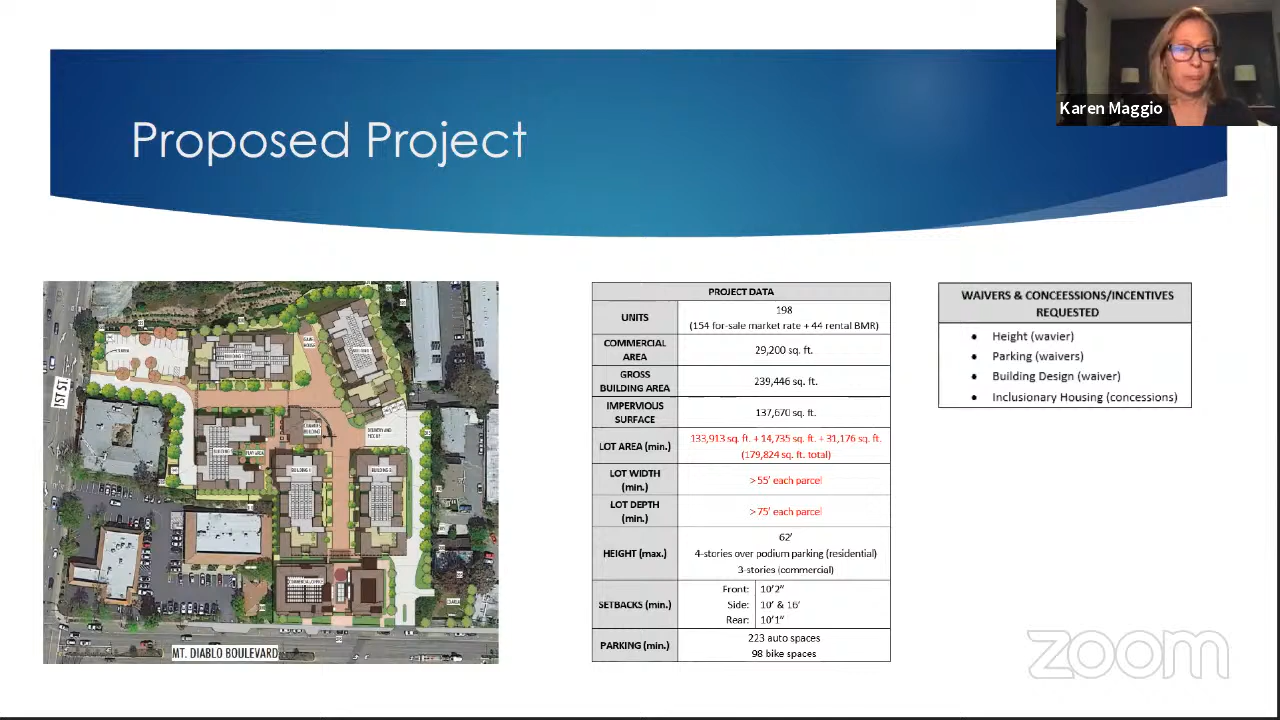 Karen Maggio
Proposed Project
1ST ST.
BUILDING 1
BUILDING 2
COMMERCIAL/OFFICE
MT. DIABLO BOULEVARD
PROJECT DATA
UNITS
198
(154 for-sale market rate + 44 rental BMR)
COMMERCIAL
AREA
29,200 sq. ft.
GROSS
BUILDING AREA
239,446 sq. ft.
IMPERVIOUS
SURFACE
137,670 sq. ft.
LOT AREA (min.)
133,913 sq. ft. + 14,735 sq. ft. + 31,176 sq. ft.
(179,824 sq. ft. total)
LOT WIDTH
(min.)
>55' each parcel
LOT DEPTH
(min.)
>75' each parcel
HEIGHT (max.)
62'
4-stories over podium parking (residential)
3-stories (commercial)
SETBACKS (min.)
Front: 10'2"
Side: 10' & 16'
Rear: 10'1"
PARKING (min.)
223 auto spaces
98 bike spaces
WAIVERS & CONCEESSIONS/INCENTIVES
REQUESTED
• Height (wavier)
• Parking (waivers)
• Building Design (waiver)
• Inclusionary Housing (concessions)
zoom